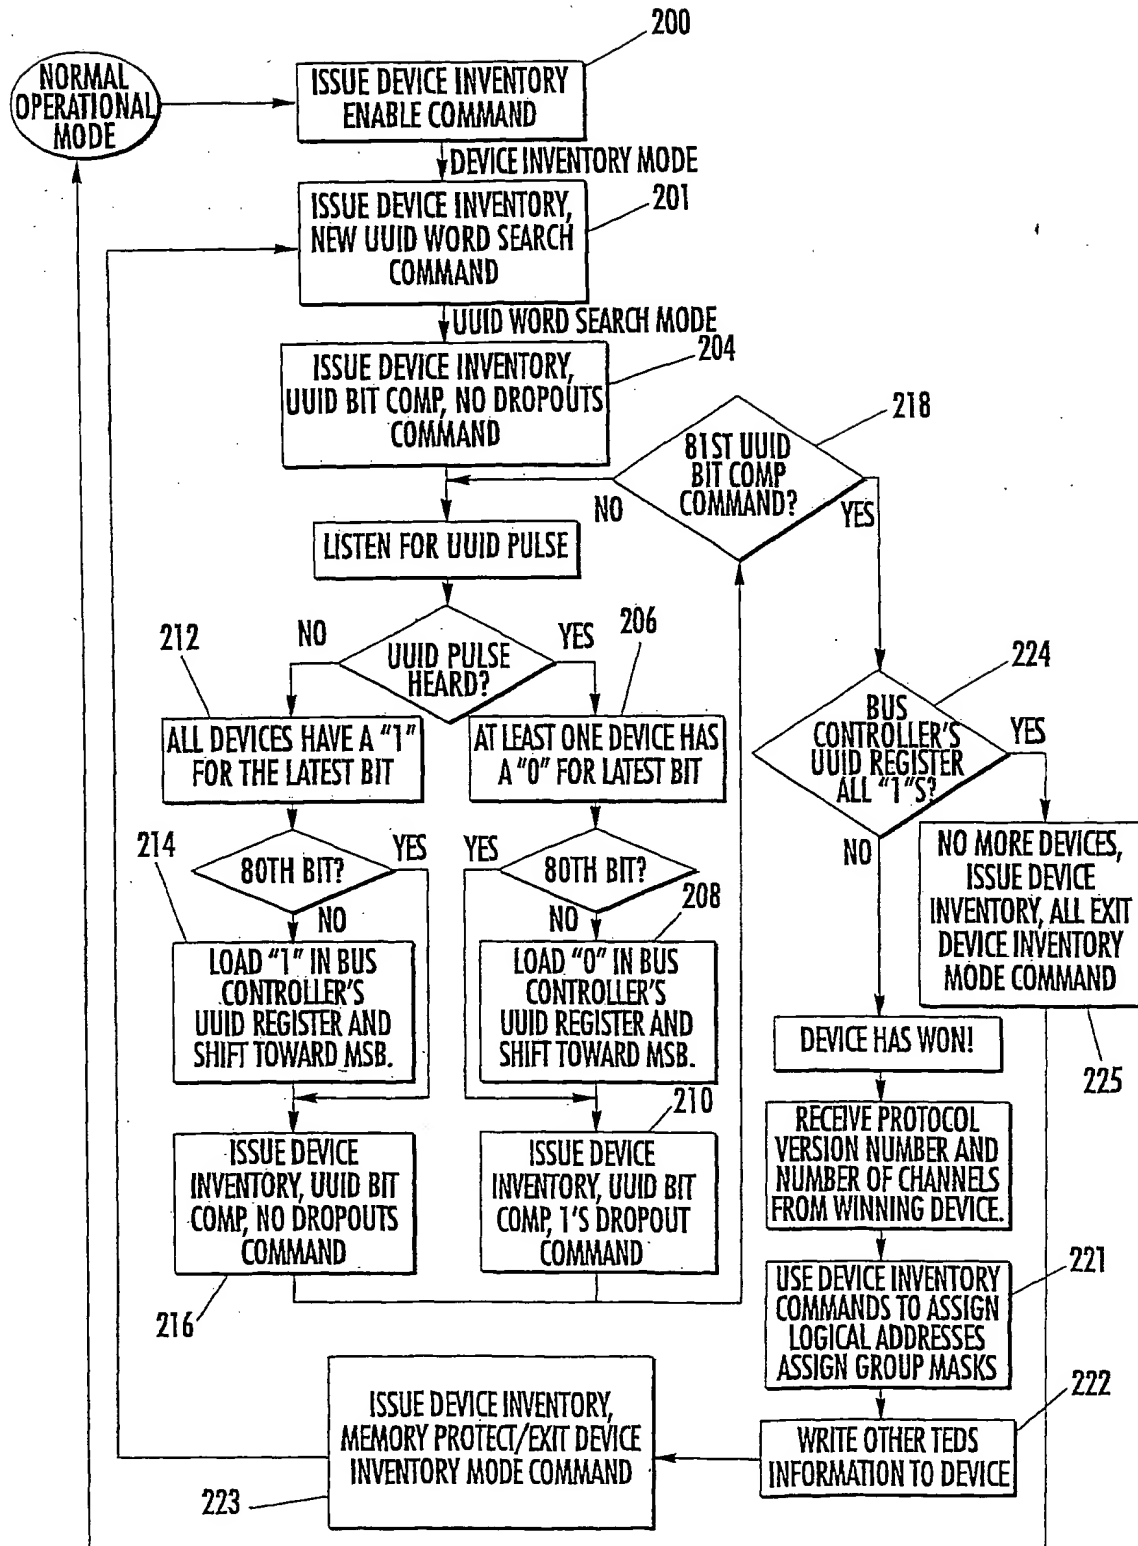 200
NORMAL
OPERATIONAL
MODE
ISSUE DEVICE INVENTORY
ENABLE COMMAND
DEVICE INVENTORY MODE
201
ISSUE DEVICE INVENTORY,
NEW UUID WORD SEARCH
COMMAND
UUID WORD SEARCH MODE
204
ISSUE DEVICE INVENTORY,
UUID BIT COMP, NO DROPOUTS
COMMAND
218
81ST UUID
BIT COMP
COMMAND?
NO
YES
LISTEN FOR UUID PULSE
212
NO
UUID PULSE
HEARD?
YES
206
224
ALL DEVICES HAVE A "1"
FOR THE LATEST BIT
AT LEAST ONE DEVICE HAS
A "0" FOR LATEST BIT
BUS
CONTROLLER'S
UUID REGISTER
ALL "1"S?
YES
NO
214
80TH BIT?
YES
NO
YES
80TH BIT?
NO
208
NO MORE DEVICES,
ISSUE DEVICE
INVENTORY, ALL EXIT
DEVICE INVENTORY
MODE COMMAND
225
LOAD "1" IN BUS
CONTROLLER'S
UUID REGISTER AND
SHIFT TOWARD MSB.
LOAD "0" IN BUS
CONTROLLER'S
UUID REGISTER AND
SHIFT TOWARD MSB.
DEVICE HAS WON!
210
ISSUE DEVICE
INVENTORY, UUID BIT
COMP, NO DROPOUTS
COMMAND
216
ISSUE DEVICE
INVENTORY, UUID BIT
COMP, 1'S DROPOUT
COMMAND
RECEIVE PROTOCOL
VERSION NUMBER AND
NUMBER OF CHANNELS
FROM WINNING DEVICE.
221
USE DEVICE INVENTORY
COMMANDS TO ASSIGN
LOGICAL ADDRESSES
ASSIGN GROUP MASKS
222
WRITE OTHER TEDS
INFORMATION TO DEVICE
ISSUE DEVICE INVENTORY,
MEMORY PROTECT/EXIT DEVICE
INVENTORY MODE COMMAND
223